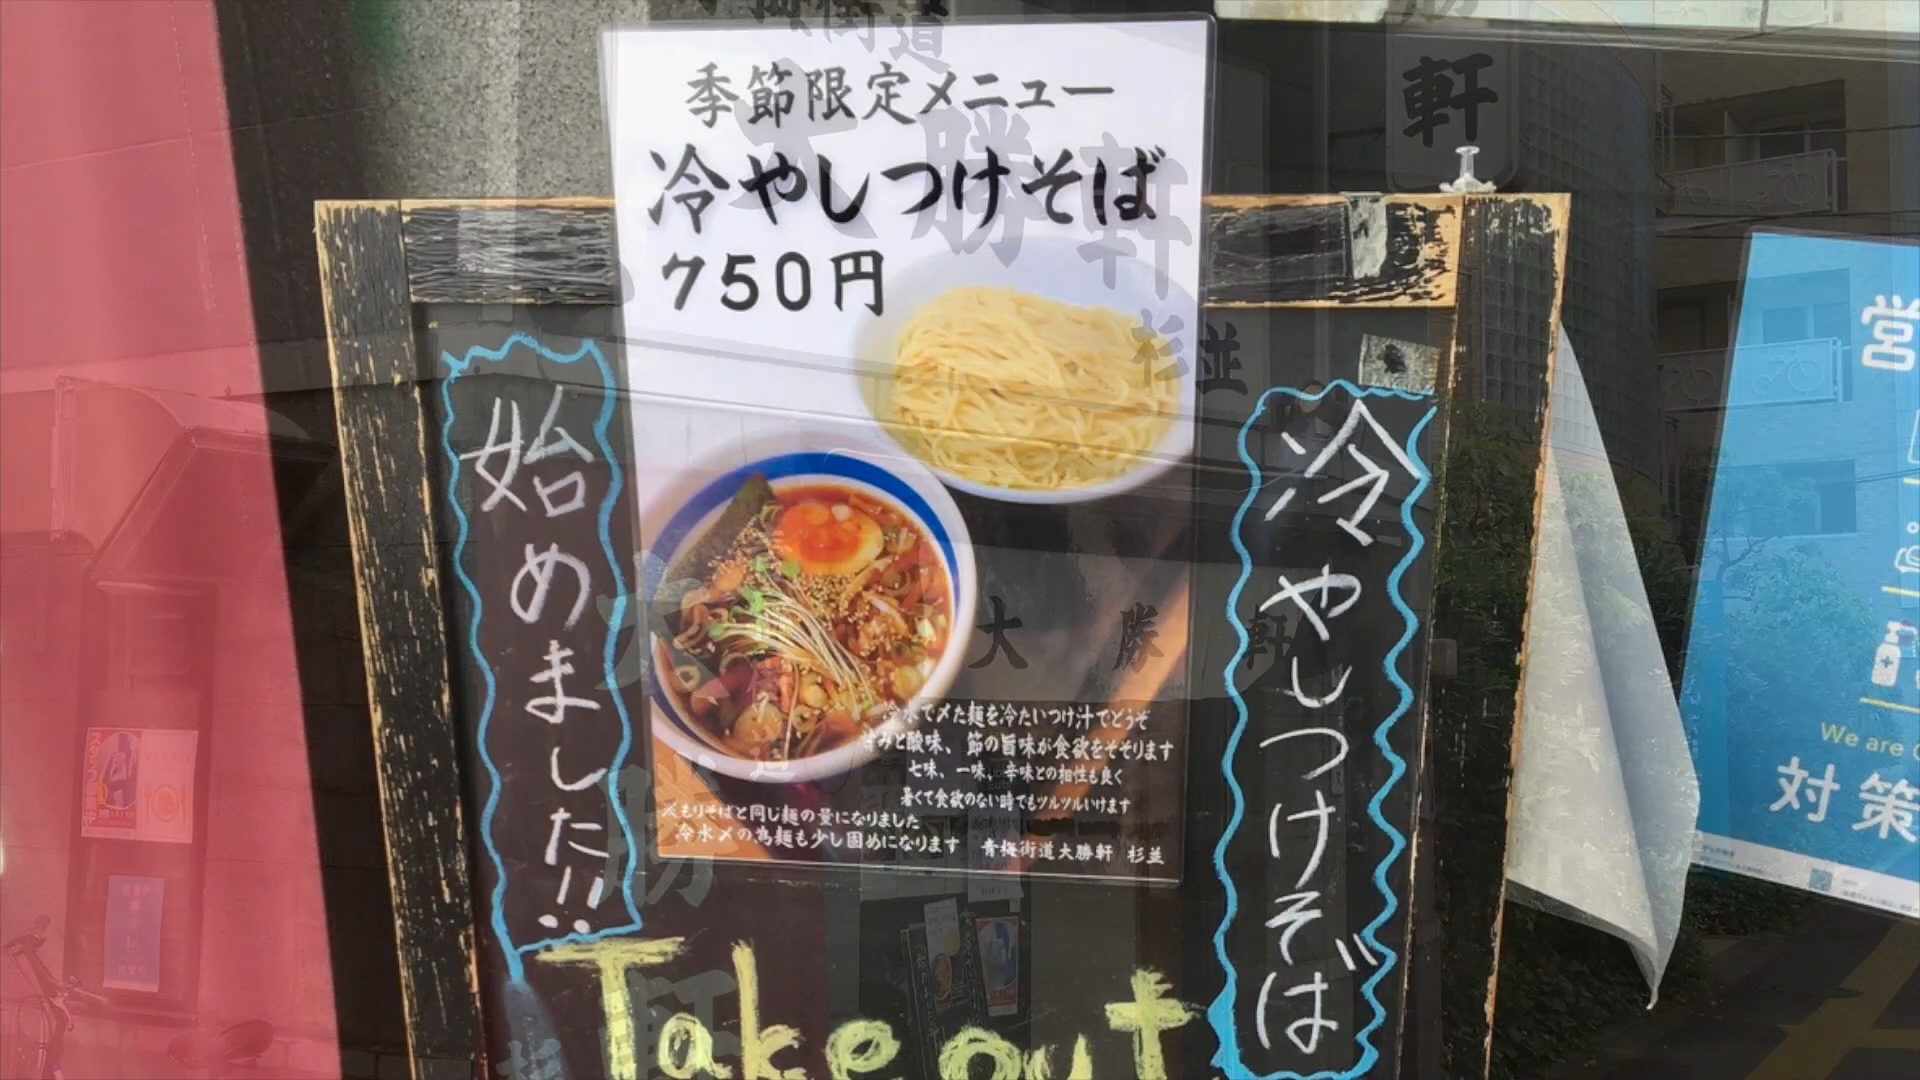 季節限定メニュー
冷やしつけそば
750円
冷やしつけそば
始めました!!
冷水で〆た麺を冷たいつけ汁でどうぞ
酸味、節の旨味が食欲をそそります
七味、一味、辛味との相性も良く
暑くて食欲のない時でもツルツルいけます
※もりそばと同じ麺の量になりました
冷水〆の為麺も少し固めになります
青梅街道大勝軒 杉並
Take out
大勝軒
杉並
大勝軒
軒
営
We are
対策